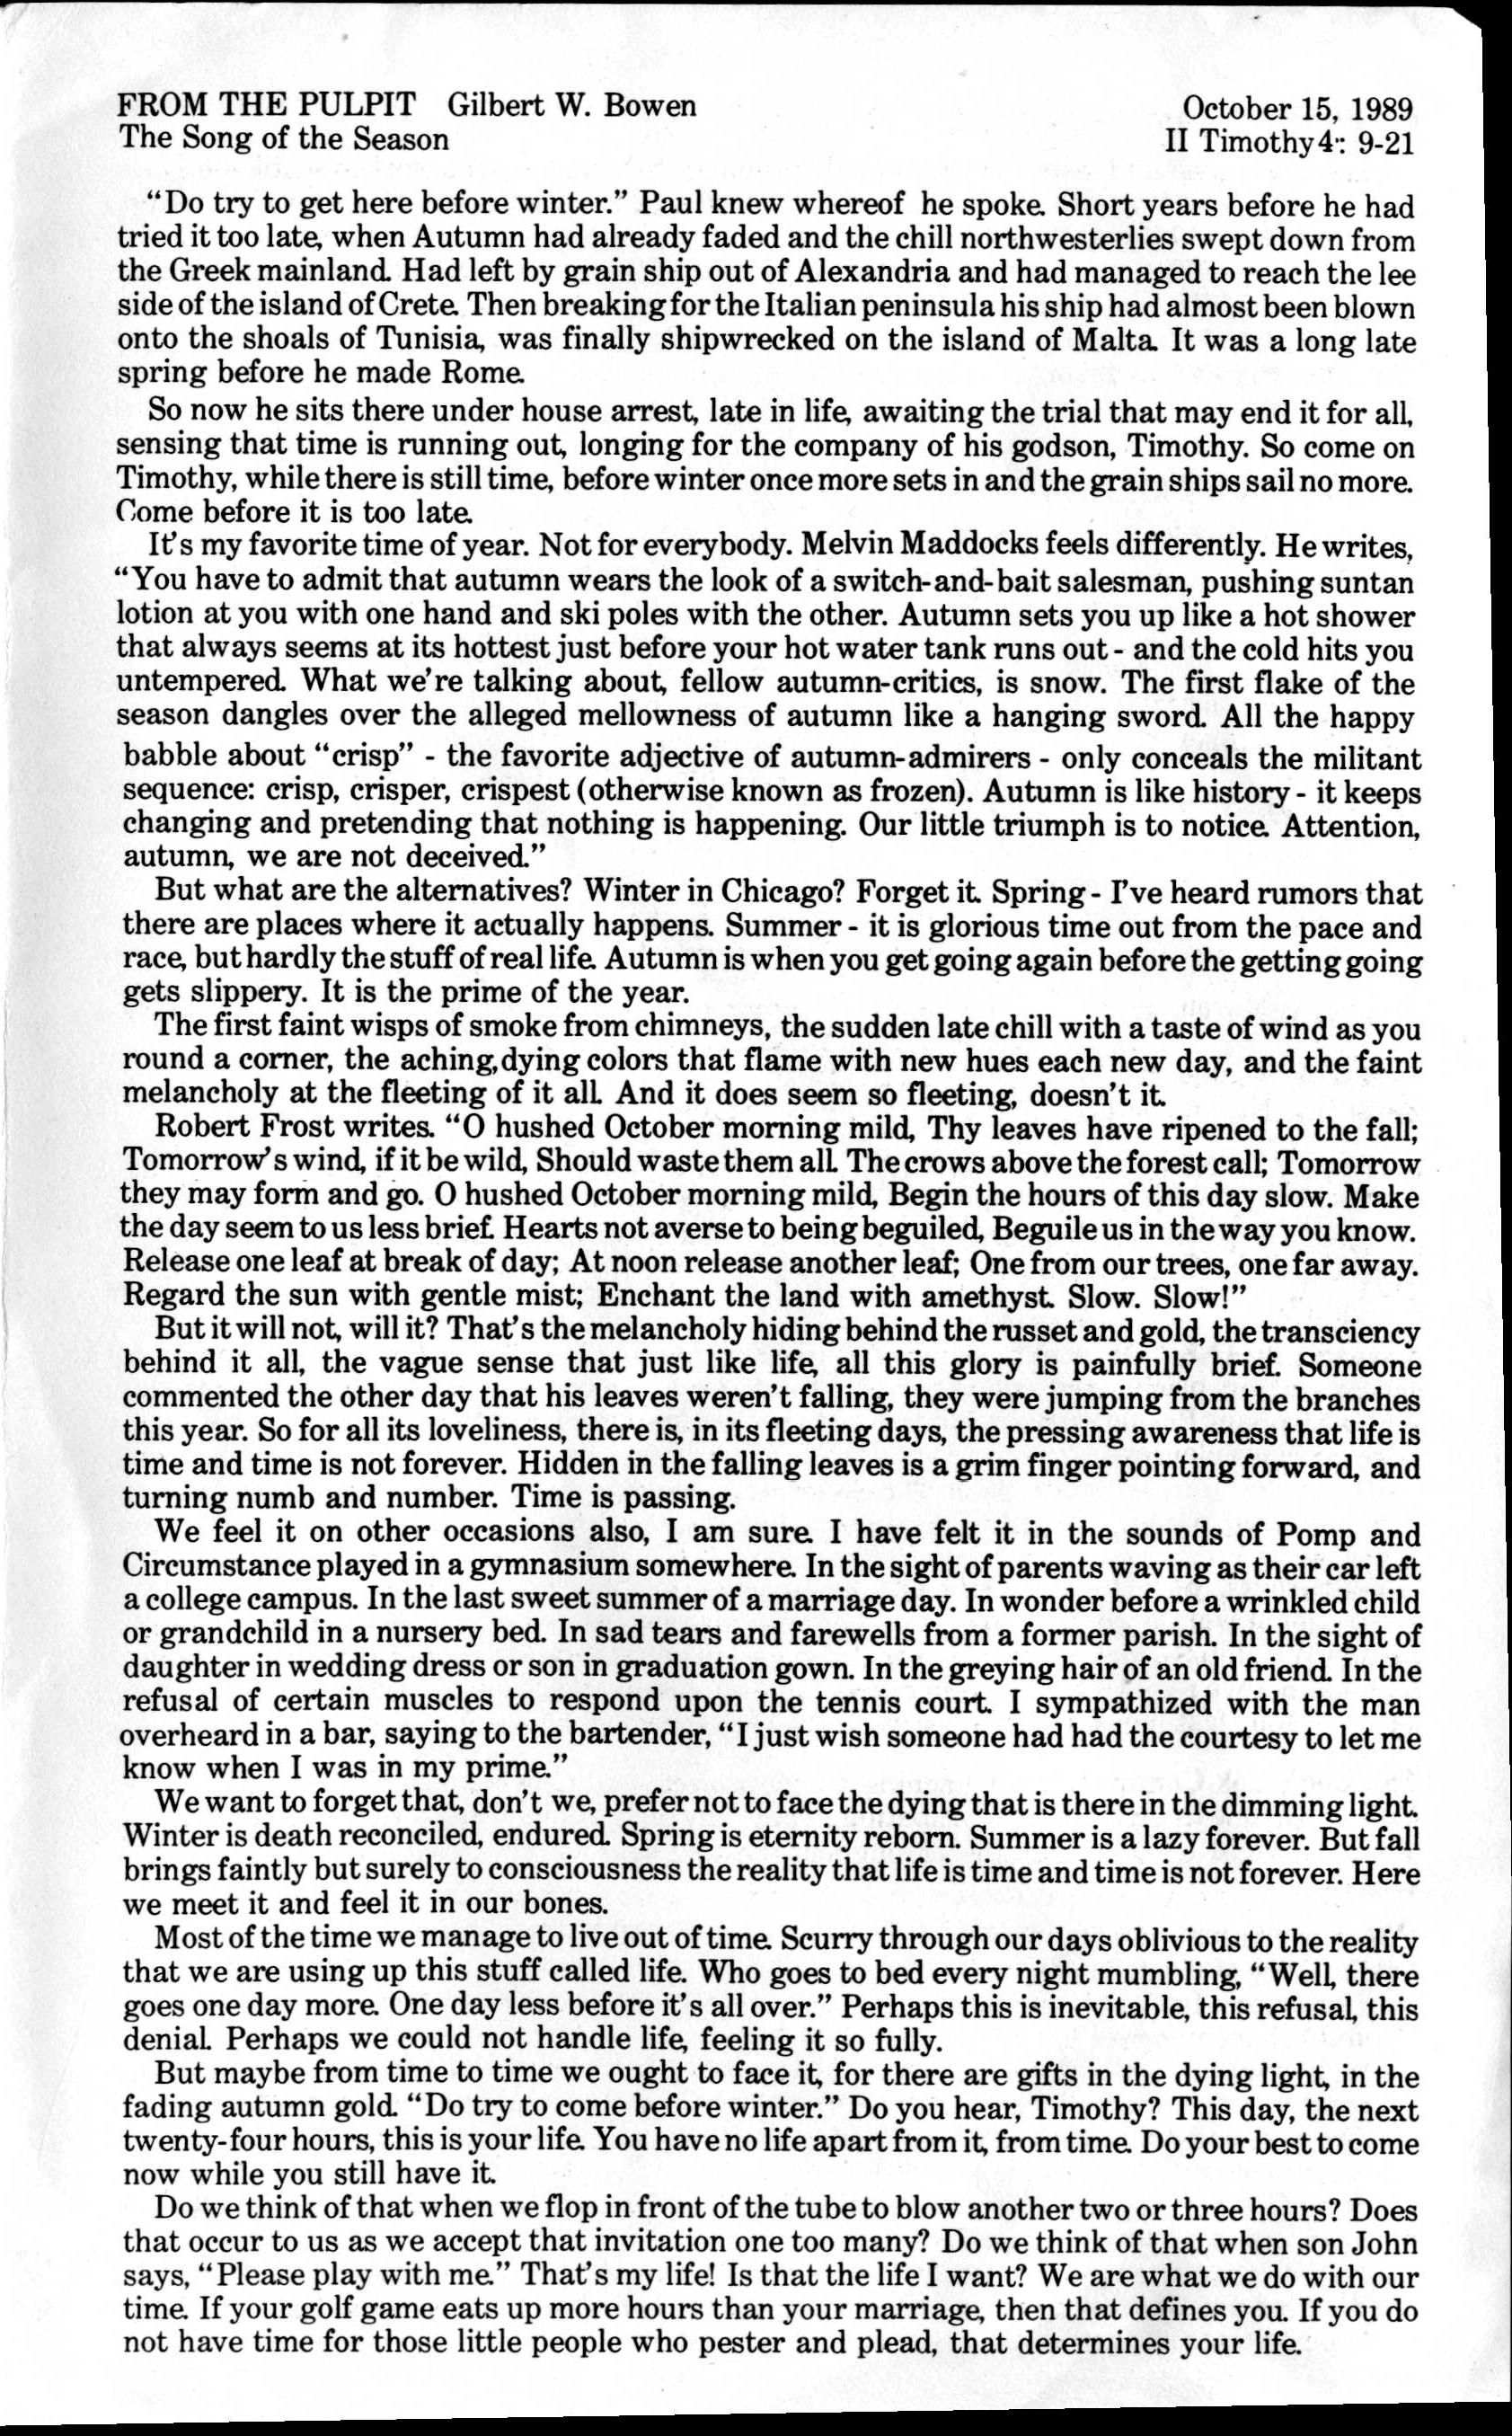 FROM THE PULPIT Gilbert W. Bowen October 15, 1989
The Song of the Season II Timothy 4: 9-21
"Do try to get here before winter." Paul knew whereof he spoke. Short years before he had
tried it too late, when Autumn had already faded and the chill northwesterlies swept down from
the Greek mainland. Had left by grain ship out of Alexandria and had managed to reach the lee
side of the island of Crete. Then breaking for the Italian peninsula his ship had almost been blown
onto the shoals of Tunisia, was finally shipwrecked on the island of Malta. It was a long late
spring before he made Rome.
So now he sits there under house arrest, late in life, awaiting the trial that may end it for all,
sensing that time is running out, longing for the company of his godson, Timothy. So come on
Timothy, while there is still time, before winter once more sets in and the grain ships sail no more.
Come before it is too late.
It's my favorite time of year. Not for everybody. Melvin Maddocks feels differently. He writes,
"You have to admit that autumn wears the look of a switch-and-bait salesman, pushing suntan
lotion at you with one hand and ski poles with the other. Autumn sets you up like a hot shower
that always seems at its hottest just before your hot water tank runs out - and the cold hits you
untempered. What we're talking about, fellow autumn-critics, is snow. The first flake of the
season dangles over the alleged mellowness of autumn like a hanging sword. All the happy
babble about "crisp" - the favorite adjective of autumn-admirers - only conceals the militant
sequence: crisp, crisper, crispest (otherwise known as frozen). Autumn is like history - it keeps
changing and pretending that nothing is happening. Our little triumph is to notice. Attention,
autumn, we are not deceived."
But what are the alternatives? Winter in Chicago? Forget it. Spring - I've heard rumors that
there are places where it actually happens. Summer - it is glorious time out from the pace and
race, but hardly the stuff of real life. Autumn is when you get going again before the getting going
gets slippery. It is the prime of the year.
The first faint wisps of smoke from chimneys, the sudden late chill with a taste of wind as you
round a corner, the aching, dying colors that flame with new hues each new day, and the faint
melancholy at the fleeting of it all. And it does seem so fleeting, doesn't it.
Robert Frost writes. "O hushed October morning mild, Thy leaves have ripened to the fall;
Tomorrow's wind, if it be wild, Should waste them all. The crows above the forest call; Tomorrow
they may form and go. O hushed October morning mild, Begin the hours of this day slow. Make
the day seem to us less brief. Hearts not averse to being beguiled, Beguile us in the way you know.
Release one leaf at break of day; At noon release another leaf; One from our trees, one far away.
Regard the sun with gentle mist; Enchant the land with amethyst. Slow. Slow!"
But it will not, will it? That's the melancholy hiding behind the russet and gold, the transciency
behind it all, the vague sense that just like life, all this glory is painfully brief. Someone
commented the other day that his leaves weren't falling, they were jumping from the branches
this year. So for all its loveliness, there is, in its fleeting days, the pressing awareness that life is
time and time is not forever. Hidden in the falling leaves is a grim finger pointing forward, and
turning numb and number. Time is passing.
We feel it on other occasions also, I am sure. I have felt it in the sounds of Pomp and
Circumstance played in a gymnasium somewhere. In the sight of parents waving as their car left
a college campus. In the last sweet summer of a marriage day. In wonder before a wrinkled child
or grandchild in a nursery bed. In sad tears and farewells from a former parish. In the sight of
daughter in wedding dress or son in graduation gown. In the greying hair of an old friend. In the
refusal of certain muscles to respond upon the tennis court. I sympathized with the man
overheard in a bar, saying to the bartender, "I just wish someone had had the courtesy to let me
know when I was in my prime."
We want to forget that, don't we, prefer not to face the dying that is there in the dimming light.
Winter is death reconciled, endured. Spring is eternity reborn. Summer is a lazy forever. But fall
brings faintly but surely to consciousness the reality that life is time and time is not forever. Here
we meet it and feel it in our bones.
Most of the time we manage to live out of time. Scurry through our days oblivious to the reality
that we are using up this stuff called life. Who goes to bed every night mumbling, "Well, there
goes one day more. One day less before it's all over." Perhaps this is inevitable, this refusal, this
denial. Perhaps we could not handle life, feeling it so fully.
But maybe from time to time we ought to face it, for there are gifts in the dying light, in the
fading autumn gold. "Do try to come before winter." Do you hear, Timothy? This day, the next
twenty-four hours, this is your life. You have no life apart from it, from time. Do your best to come
now while you still have it.
Do we think of that when we flop in front of the tube to blow another two or three hours? Does
that occur to us as we accept that invitation one too many? Do we think of that when son John
says, "Please play with me." That's my life! Is that the life I want? We are what we do with our
time. If your golf game eats up more hours than your marriage, then that defines you. If you do
not have time for those little people who pester and plead, that determines your life.